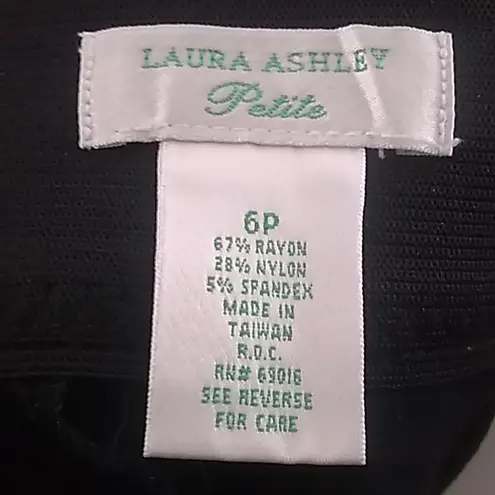 LAURA ASHLEY
Petite
6P
67% RAYON
28% NYLON
5% SPANDEX
MADE IN
TAIWAN
R.O.C.
RN# 69016
SEE REVERSE
FOR CARE